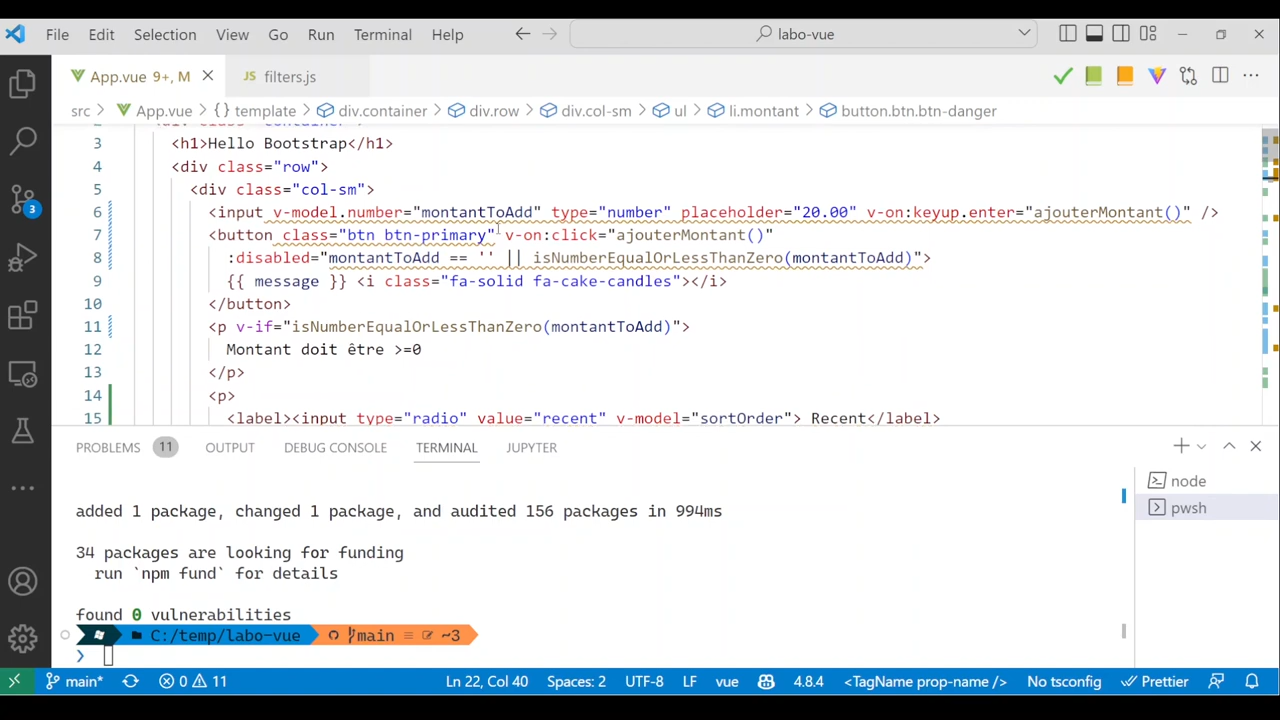 File Edit Selection View Go Run Terminal Help labo-vue
App.vue 9+, M filters.js
src App.vue {} template div.container div.row div.col-sm ul li.montant button.btn.btn-danger
3 <h1>Hello Bootstrap</h1>
4 <div class="row">
5 <div class="col-sm">
6 <input v-model.number="montantToAdd" type="number" placeholder="20.00" v-on:keyup.enter="ajouterMontant()" />
7 <button class="btn btn-primary" v-on:click="ajouterMontant()"
8 :disabled="montantToAdd == '' || isNumberEqualOrLessThanZero(montantToAdd)">
9 {{ message }} <i class="fa-solid fa-cake-candles"></i>
10 </button>
11 <p v-if="isNumberEqualOrLessThanZero(montantToAdd)">
12 Montant doit être >=0
13 </p>
14 <p>
15 <label><input type="radio" value="recent" v-model="sortOrder"> Recent</label>
3
PROBLEMS 11 OUTPUT DEBUG CONSOLE TERMINAL JUPYTER
node
pwsh
added 1 package, changed 1 package, and audited 156 packages in 994ms
34 packages are looking for funding
run `npm fund` for details
found 0 vulnerabilities
C:/temp/labo-vue main ≡ ~3
❯
main* 0 11 Ln 22, Col 40 Spaces: 2 UTF-8 LF vue 4.8.4 <TagName prop-name /> No tsconfig Prettier